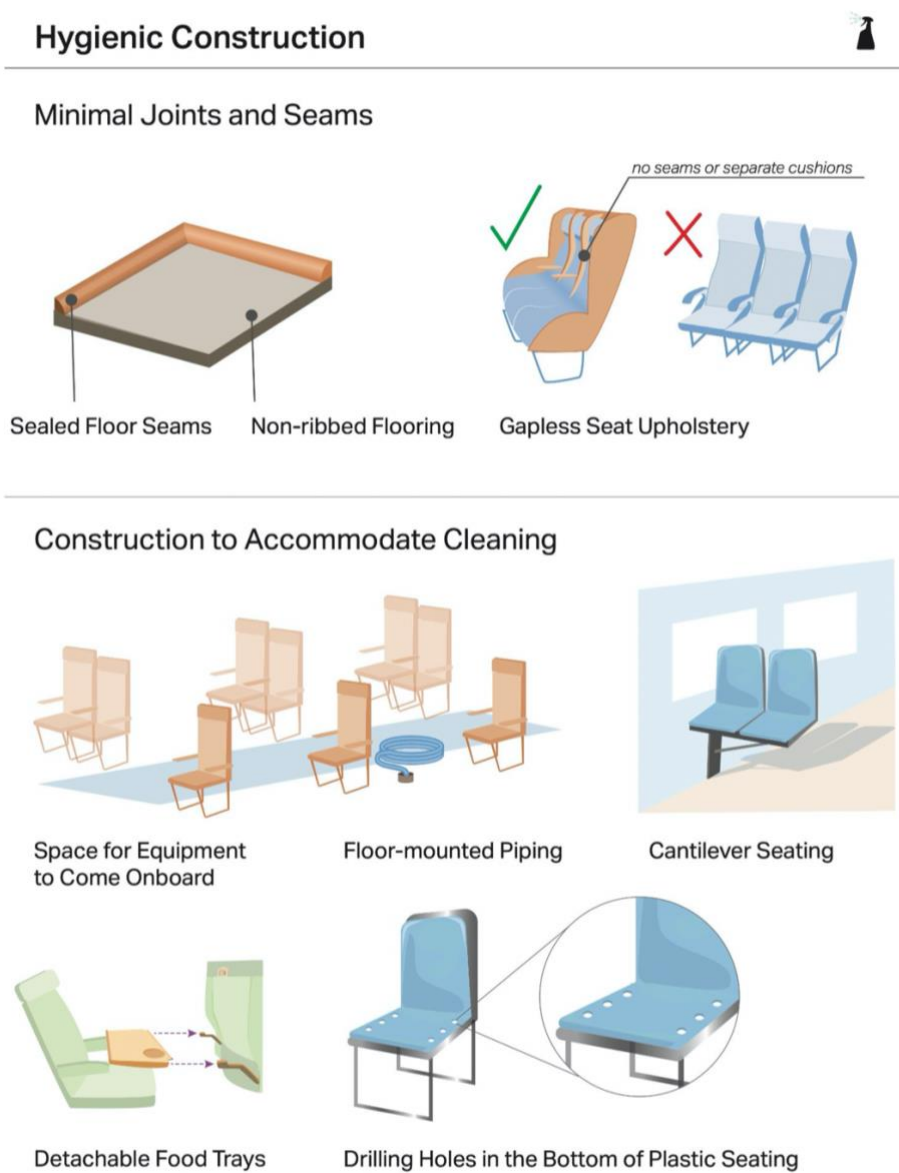 Hygienic Construction
Minimal Joints and Seams
no seams or separate cushions
Sealed Floor Seams
Non-ribbed Flooring
Gapless Seat Upholstery
Construction to Accommodate Cleaning
Space for Equipment
to Come Onboard
Floor-mounted Piping
Cantilever Seating
Detachable Food Trays
Drilling Holes in the Bottom of Plastic Seating